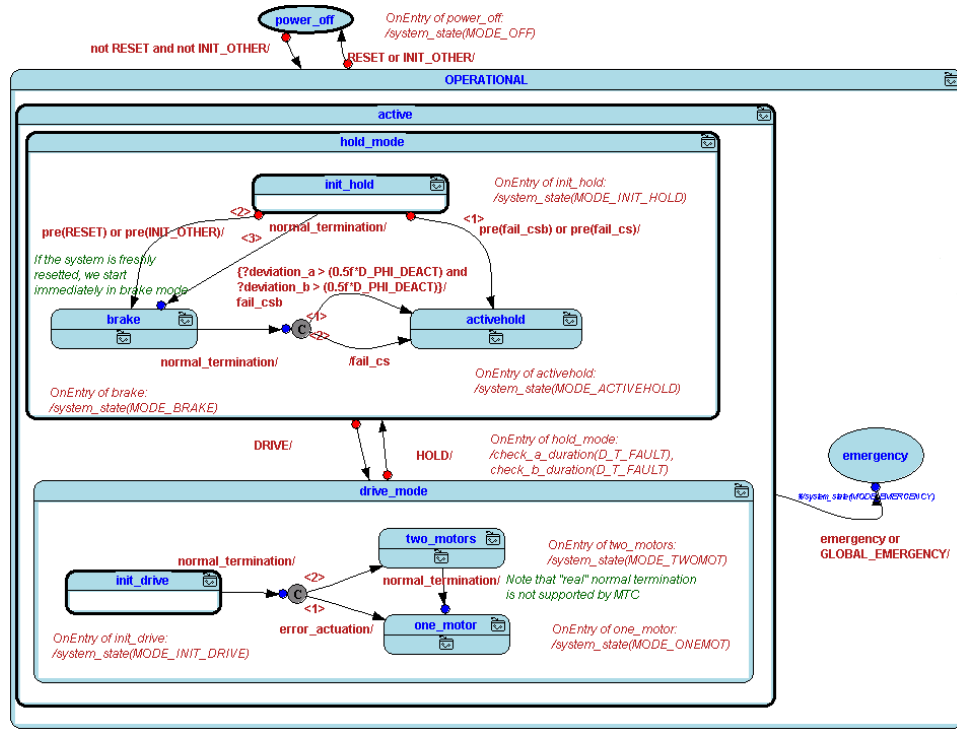 power_off
OnEntry of power_off:
/system_state(MODE_OFF)
not RESET and not INIT_OTHER/
RESET or INIT_OTHER/
OPERATIONAL
active
hold_mode
init_hold
OnEntry of init_hold:
/system_state(MODE_INIT_HOLD)
<2>
<1>
pre(RESET) or pre(INIT_OTHER)/
normal_termination/
<3>
pre(fail_csb) or pre(fail_cs)/
If the system is freshly
resetted, we start
immediately in brake mode
{?deviation_a > (0.5f*D_PHI_DEACT) and
?deviation_b > (0.5f*D_PHI_DEACT)}/
fail_csb
brake
C
<1>
<2>
activehold
normal_termination/
/fail_cs
OnEntry of brake:
/system_state(MODE_BRAKE)
OnEntry of activehold:
/system_state(MODE_ACTIVEHOLD)
DRIVE/
HOLD/
OnEntry of hold_mode:
/check_a_duration(D_T_FAULT),
check_b_duration(D_T_FAULT)
emergency
drive_mode
/system_state(MODE_EMERGENCY)
emergency or
GLOBAL_EMERGENCY/
two_motors
OnEntry of two_motors:
/system_state(MODE_TWOMOT)
normal_termination/
init_drive
<2>
C
<1>
normal_termination/
Note that "real" normal termination
is not supported by MTC
error_actuation/
one_motor
OnEntry of one_motor:
/system_state(MODE_ONEMOT)
OnEntry of init_drive:
/system_state(MODE_INIT_DRIVE)